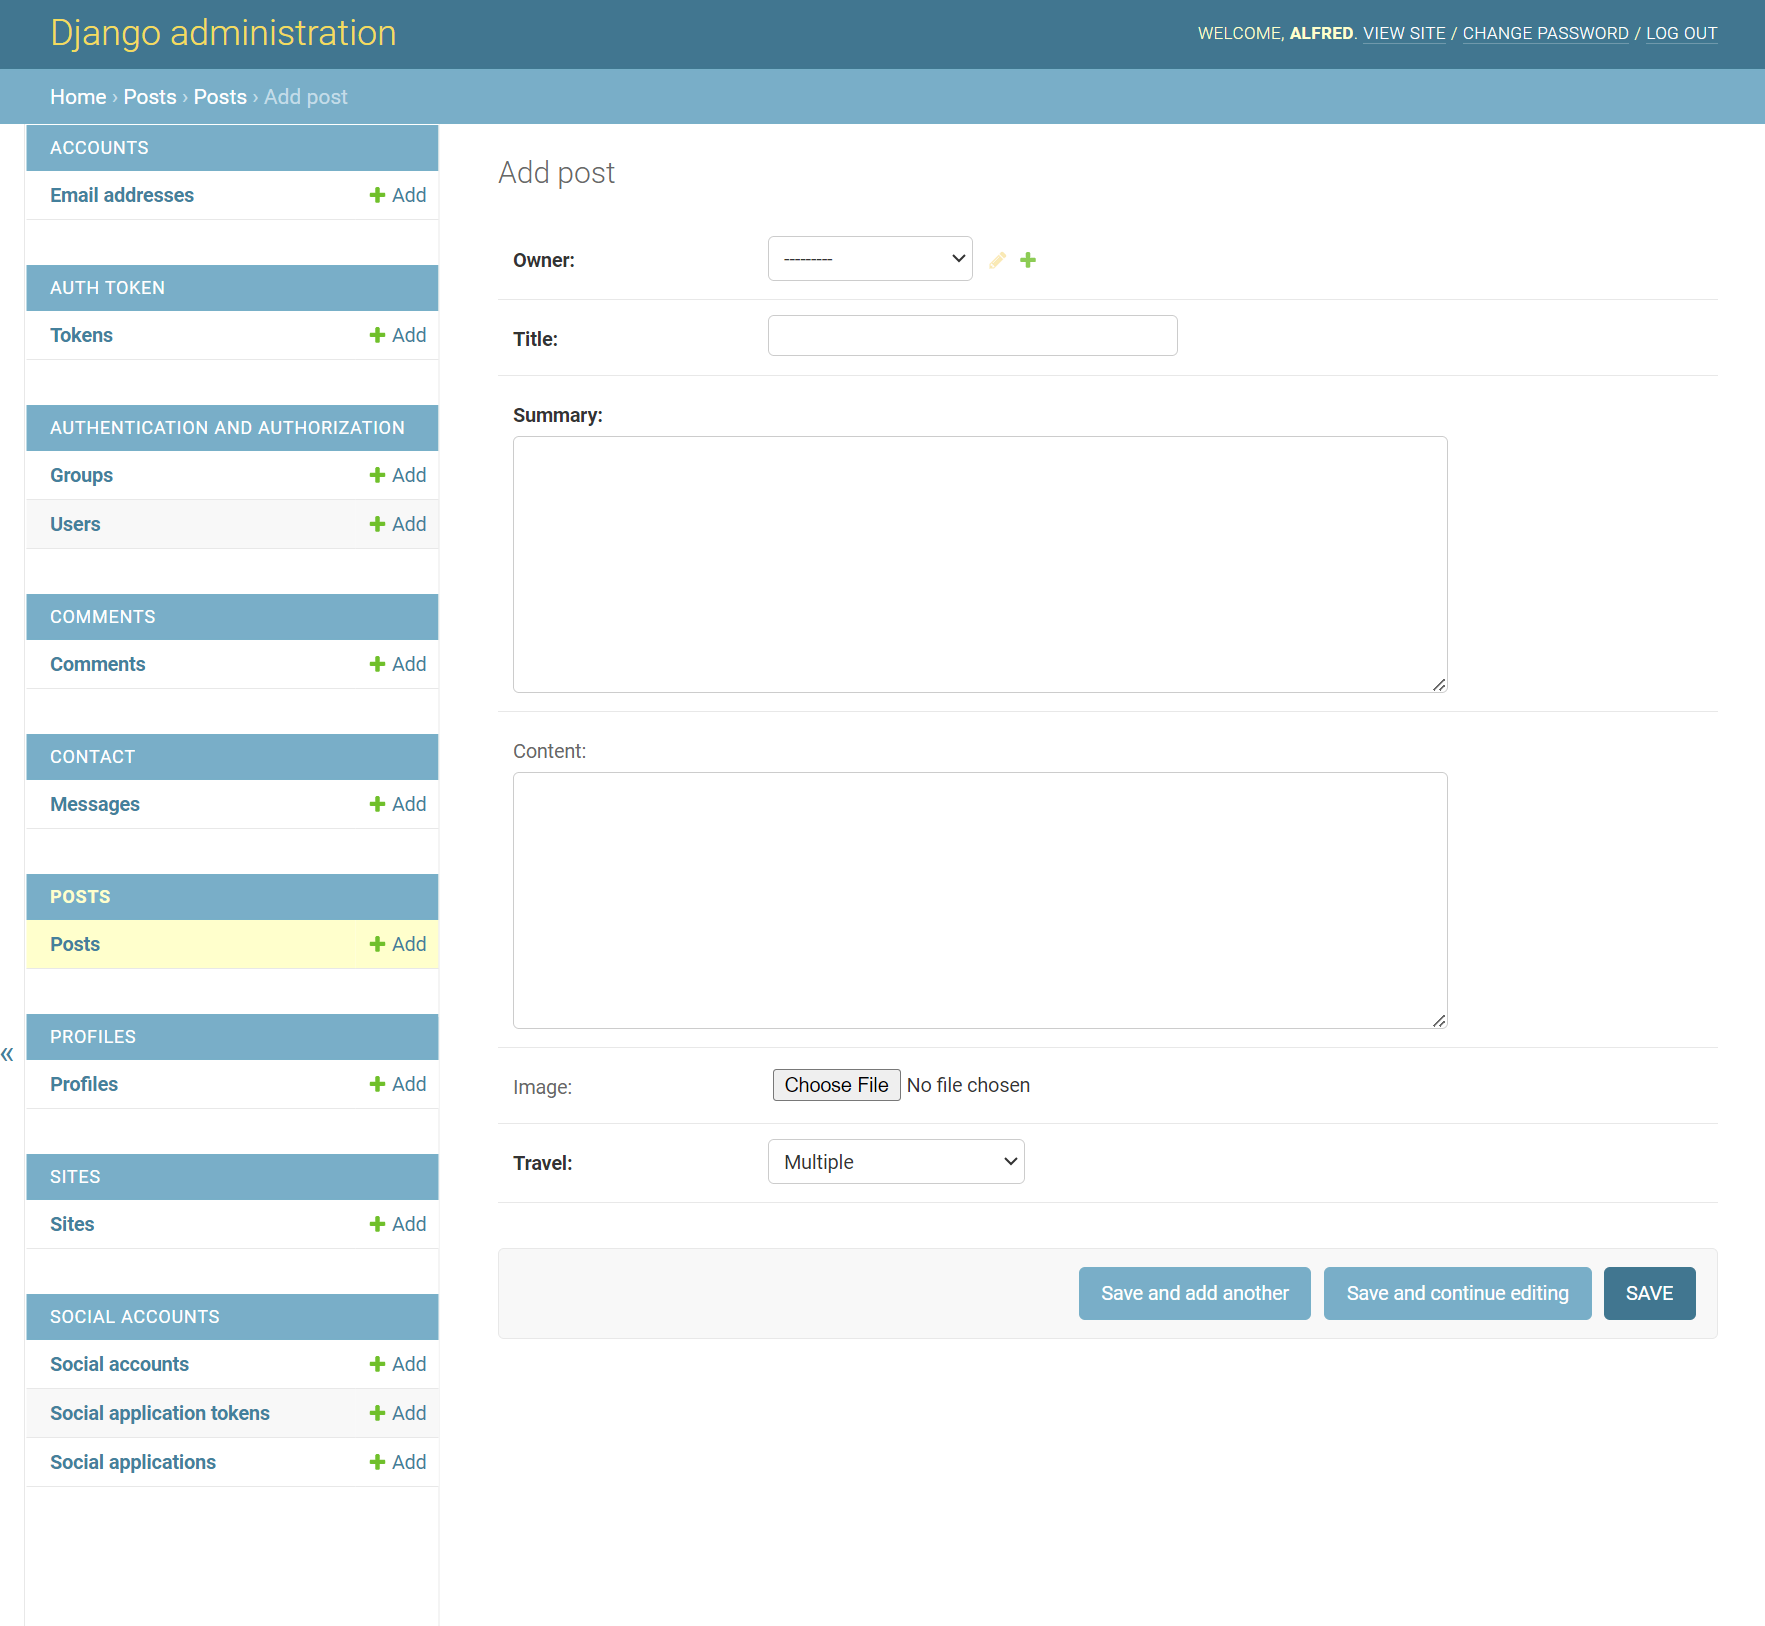 Django administration
WELCOME, ALFRED. VIEW SITE / CHANGE PASSWORD / LOG OUT
Home › Posts › Posts › Add post
ACCOUNTS
Email addresses Add
AUTH TOKEN
Tokens Add
AUTHENTICATION AND AUTHORIZATION
Groups Add
Users Add
COMMENTS
Comments Add
CONTACT
Messages Add
POSTS
Posts Add
PROFILES
Profiles Add
SITES
Sites Add
SOCIAL ACCOUNTS
Social accounts Add
Social application tokens Add
Social applications Add
«
Add post
Owner: ---------
Title:
Summary:
Content:
Image: Choose File No file chosen
Travel: Multiple
Save and add another Save and continue editing SAVE